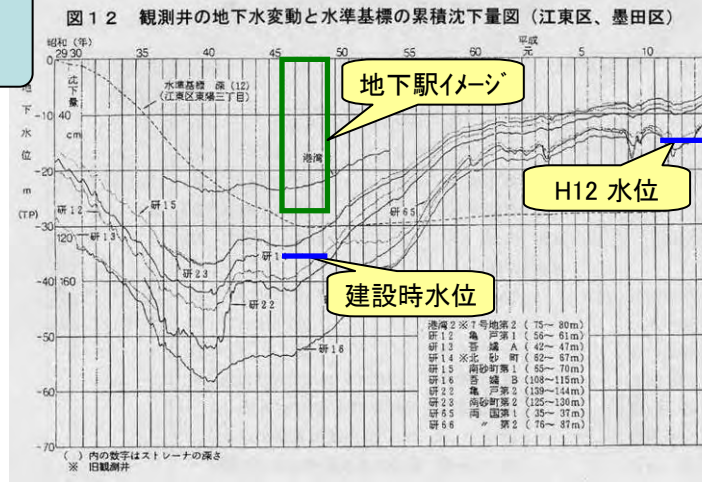 図12 観測井の地下水変動と水準基標の累積沈下量図(江東区、墨田区)
昭和(年)
平成
29 30 35 40 45 50 55 60 元 5 10
0
沈下量 cm
地下水位 m (TP)
水準基標 深(12)
(江東区東陽三丁目)
地下駅イメージ
-10 40
港湾
-20
H12 水位
研12
研15
研65
-30
120
研13
研1
研23
建設時水位
-40 160
研22
-50
研16
-60
-70
港湾2※7号地第2(75〜80m)
研12 亀戸第1(56〜61m)
研13 吾嬬A(42〜47m)
研14※北砂町(62〜67m)
研15 南砂町第1(65〜70m)
研16 吾嬬B(108〜115m)
研22 亀戸第2(139〜144m)
研23 南砂町第2(125〜130m)
研65 両国第1(35〜37m)
研66 〃 第2(76〜87m)
( )内の数字はストレーナの深さ
※ 旧観測井